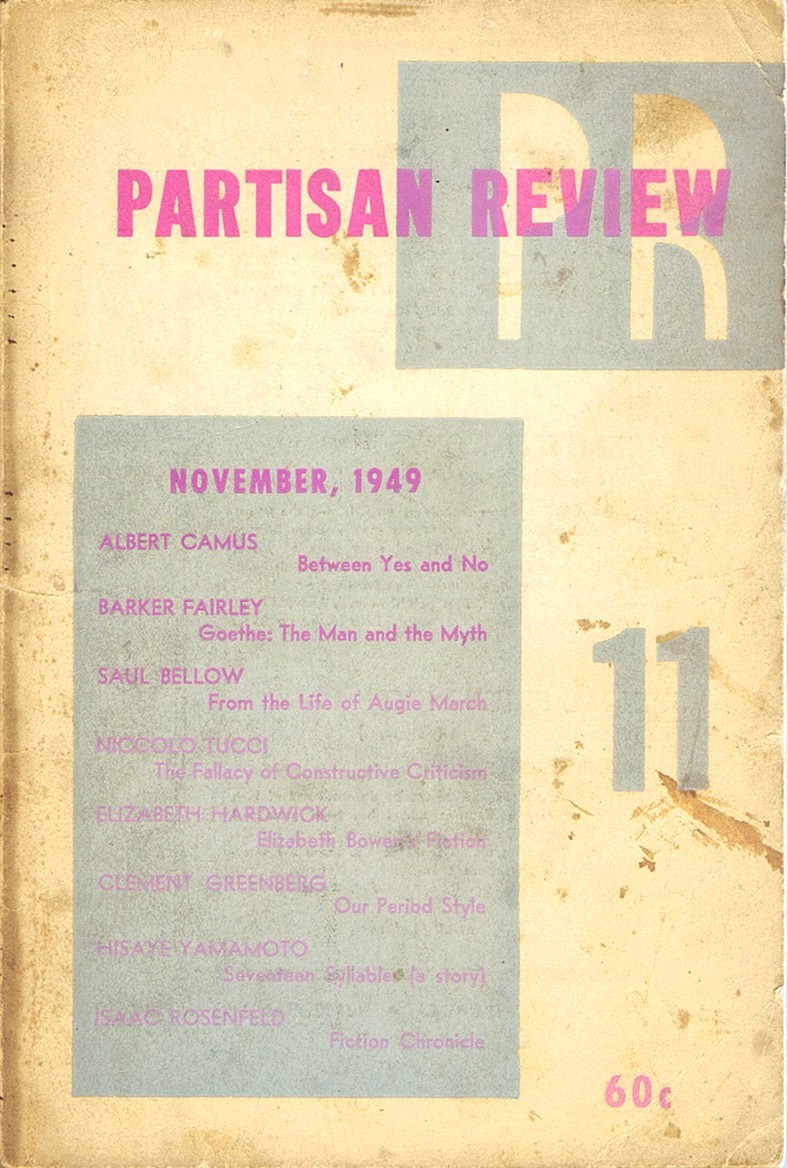 PR
PARTISAN REVIEW
NOVEMBER, 1949
ALBERT CAMUS
Between Yes and No
BARKER FAIRLEY
Goethe: The Man and the Myth
SAUL BELLOW
From the Life of Augie March
NICCOLO TUCCI
The Fallacy of Constructive Criticism
ELIZABETH HARDWICK
Elizabeth Bowen's Fiction
CLEMENT GREENBERG
Our Period Style
HISAYE YAMAMOTO
Seventeen Syllables (a story)
ISAAC ROSENFELD
Fiction Chronicle
11
60c